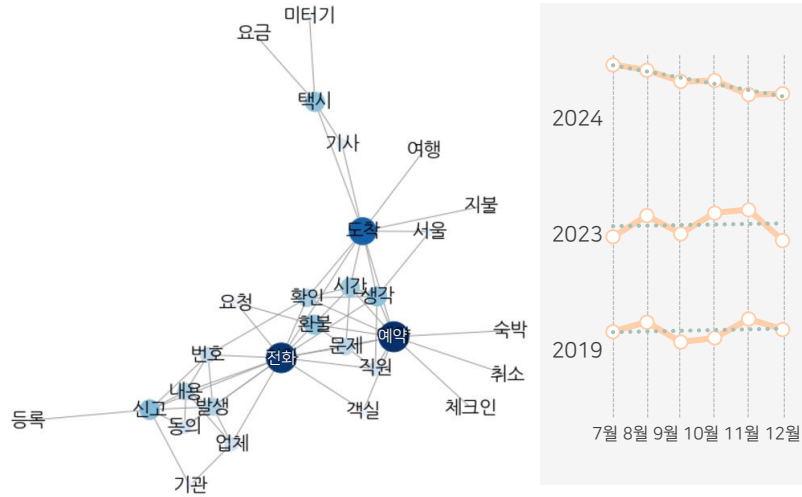 미터기
요금
택시
기사
여행
지불
도착
서울
시간
생각
확인
요청
환불
예약
숙박
문제
번호
전화
직원
취소
내용
신고
발생
객실
체크인
등록
동의
업체
기관
2024
2023
2019
7월 8월 9월 10월 11월 12월